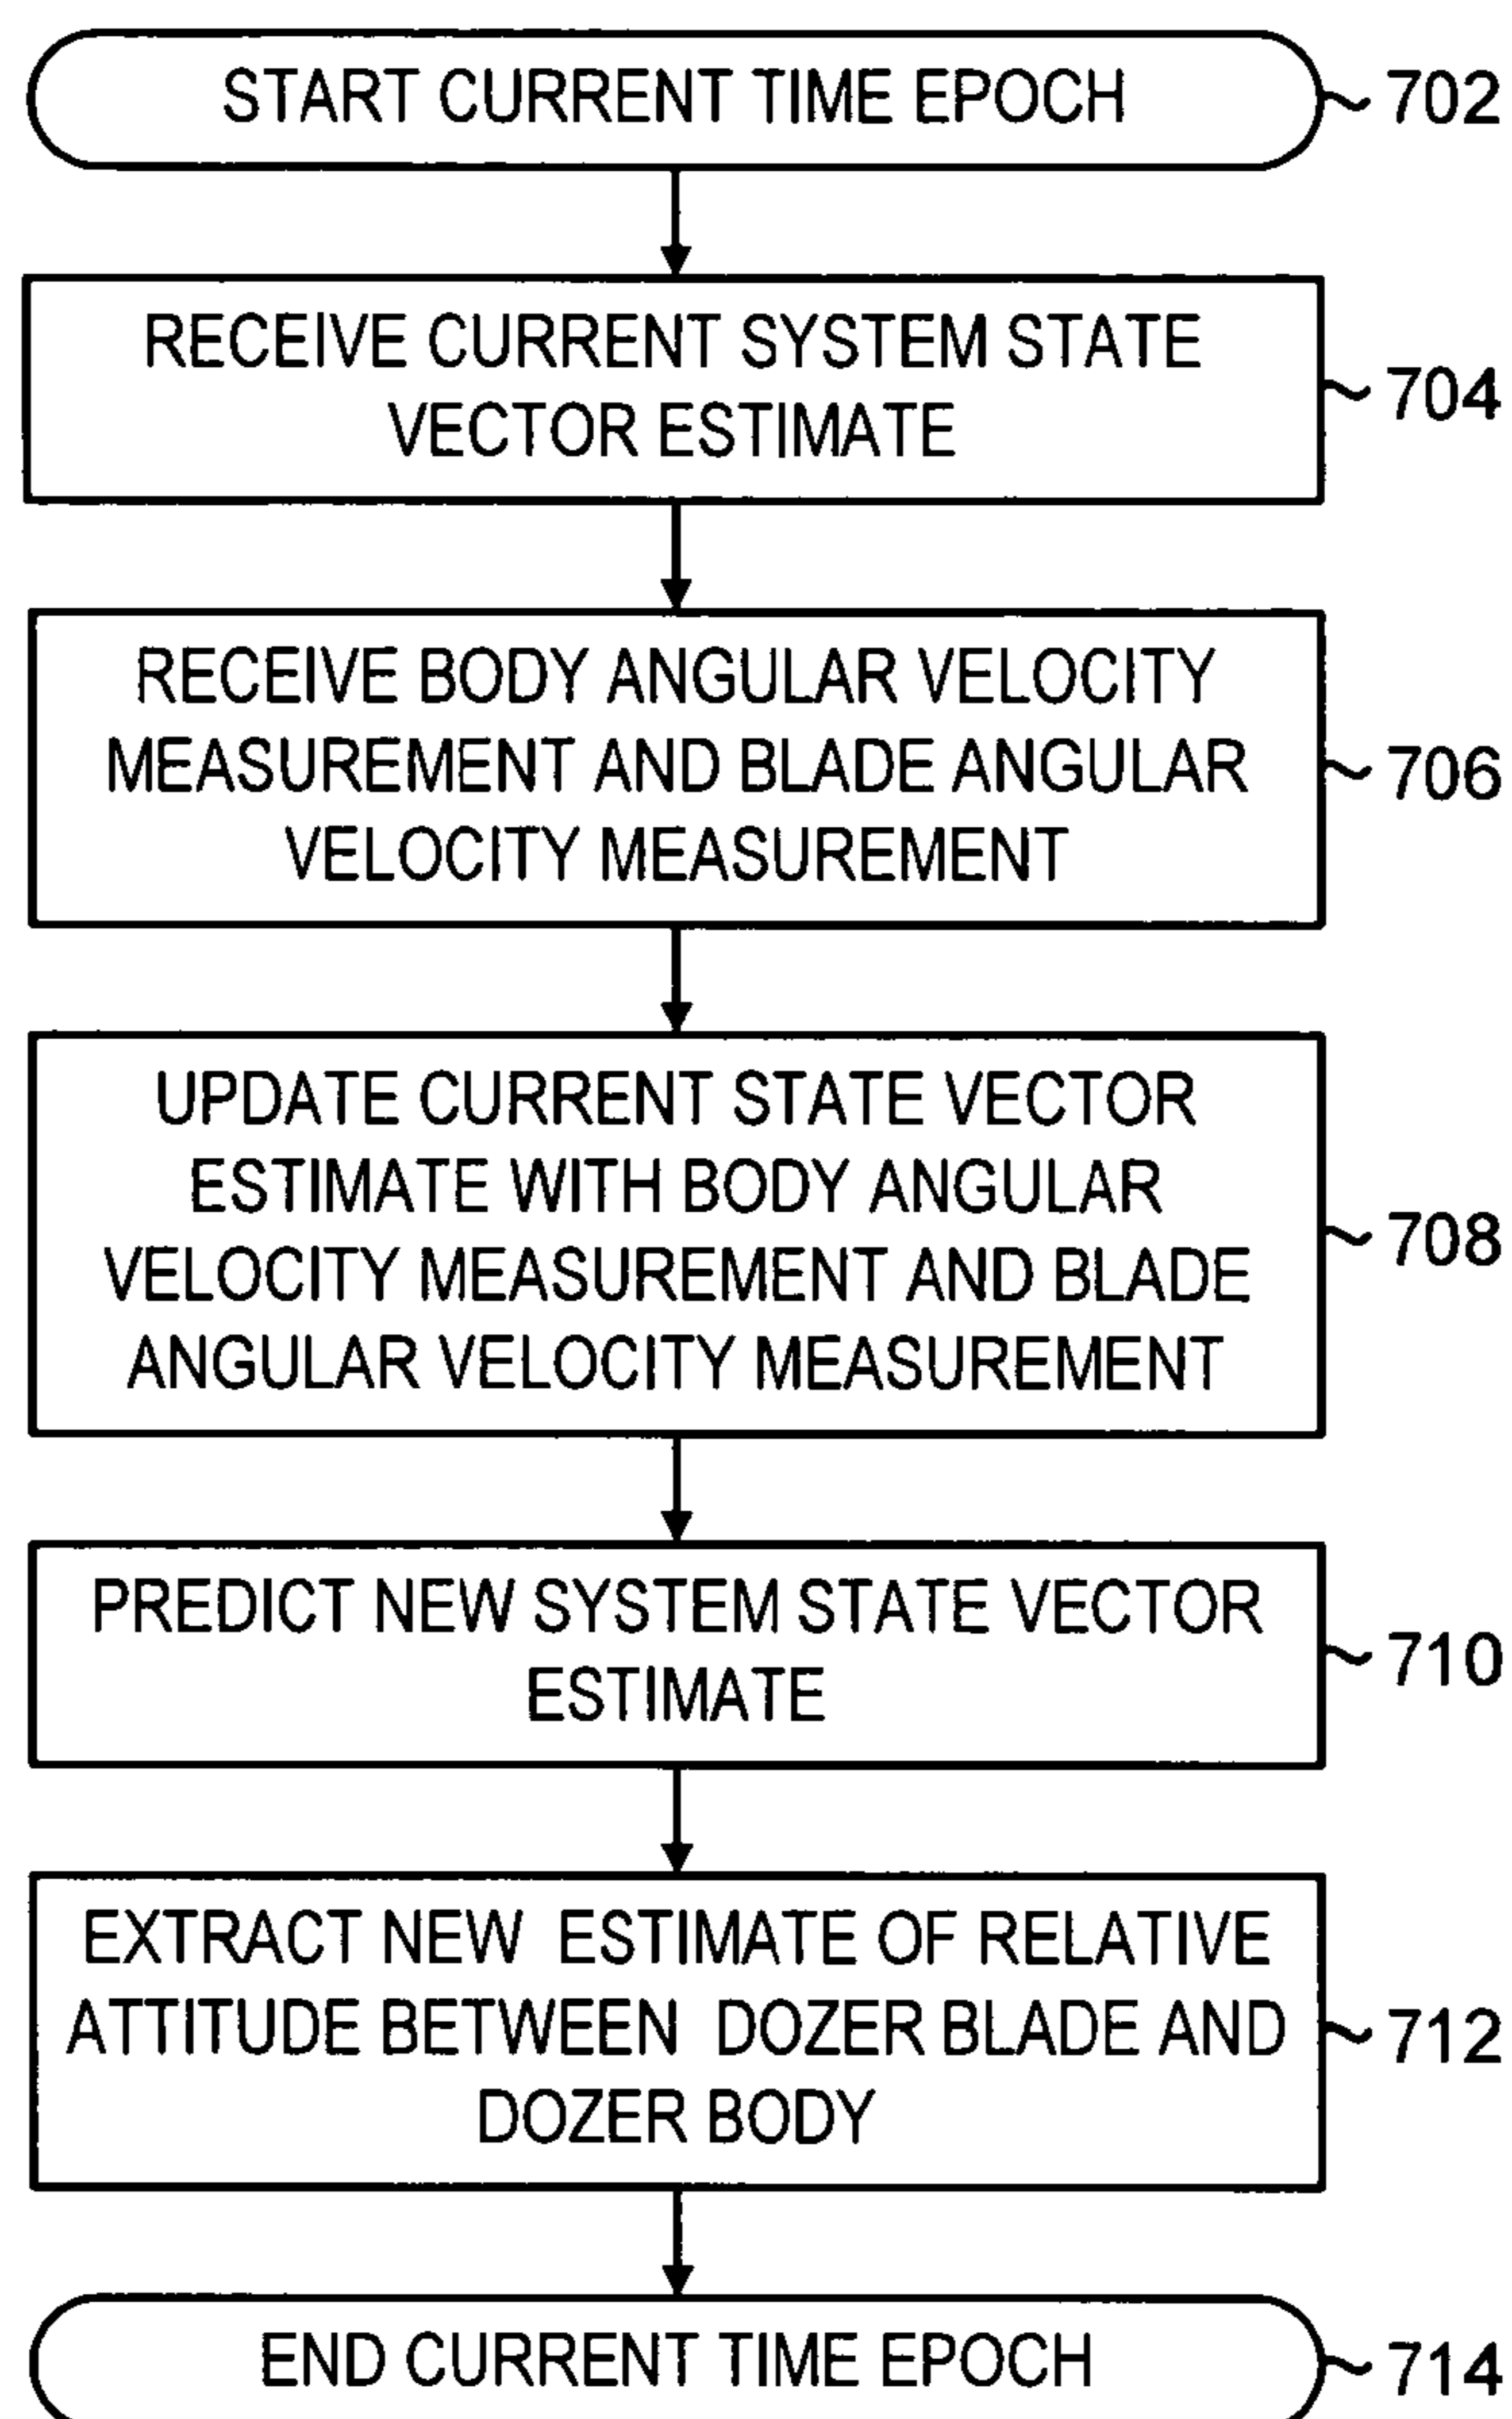 START CURRENT TIME EPOCH
702
RECEIVE CURRENT SYSTEM STATE
VECTOR ESTIMATE
704
RECEIVE BODY ANGULAR VELOCITY
MEASUREMENT AND BLADE ANGULAR
VELOCITY MEASUREMENT
706
UPDATE CURRENT STATE VECTOR
ESTIMATE WITH BODY ANGULAR
VELOCITY MEASUREMENT AND BLADE
ANGULAR VELOCITY MEASUREMENT
708
PREDICT NEW SYSTEM STATE VECTOR
ESTIMATE
710
EXTRACT NEW ESTIMATE OF RELATIVE
ATTITUDE BETWEEN DOZER BLADE AND
DOZER BODY
712
END CURRENT TIME EPOCH
714